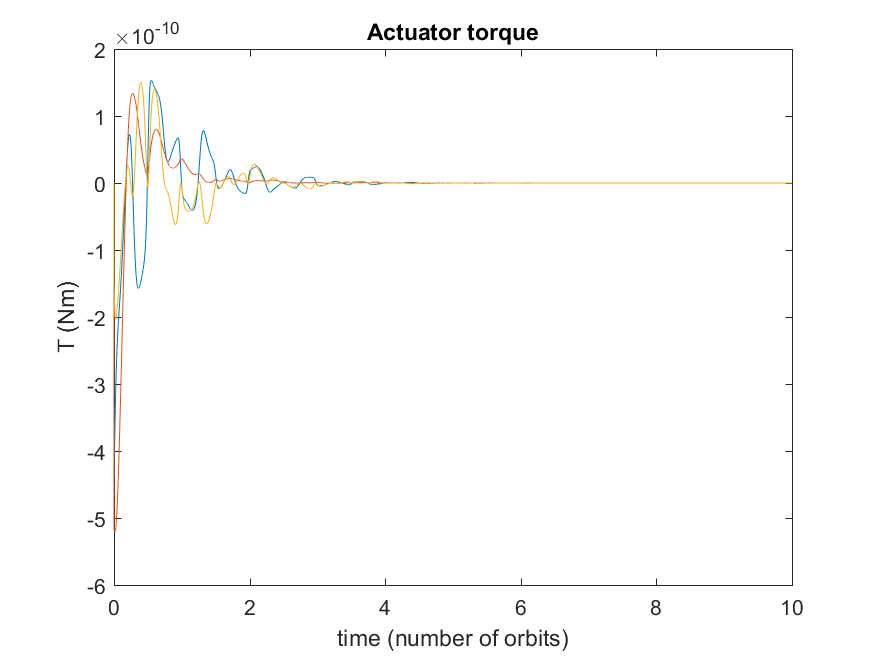 Actuator torque
×10⁻¹⁰
2
1
0
-1
-2
-3
-4
-5
-6
T (Nm)
0 2 4 6 8 10
time (number of orbits)